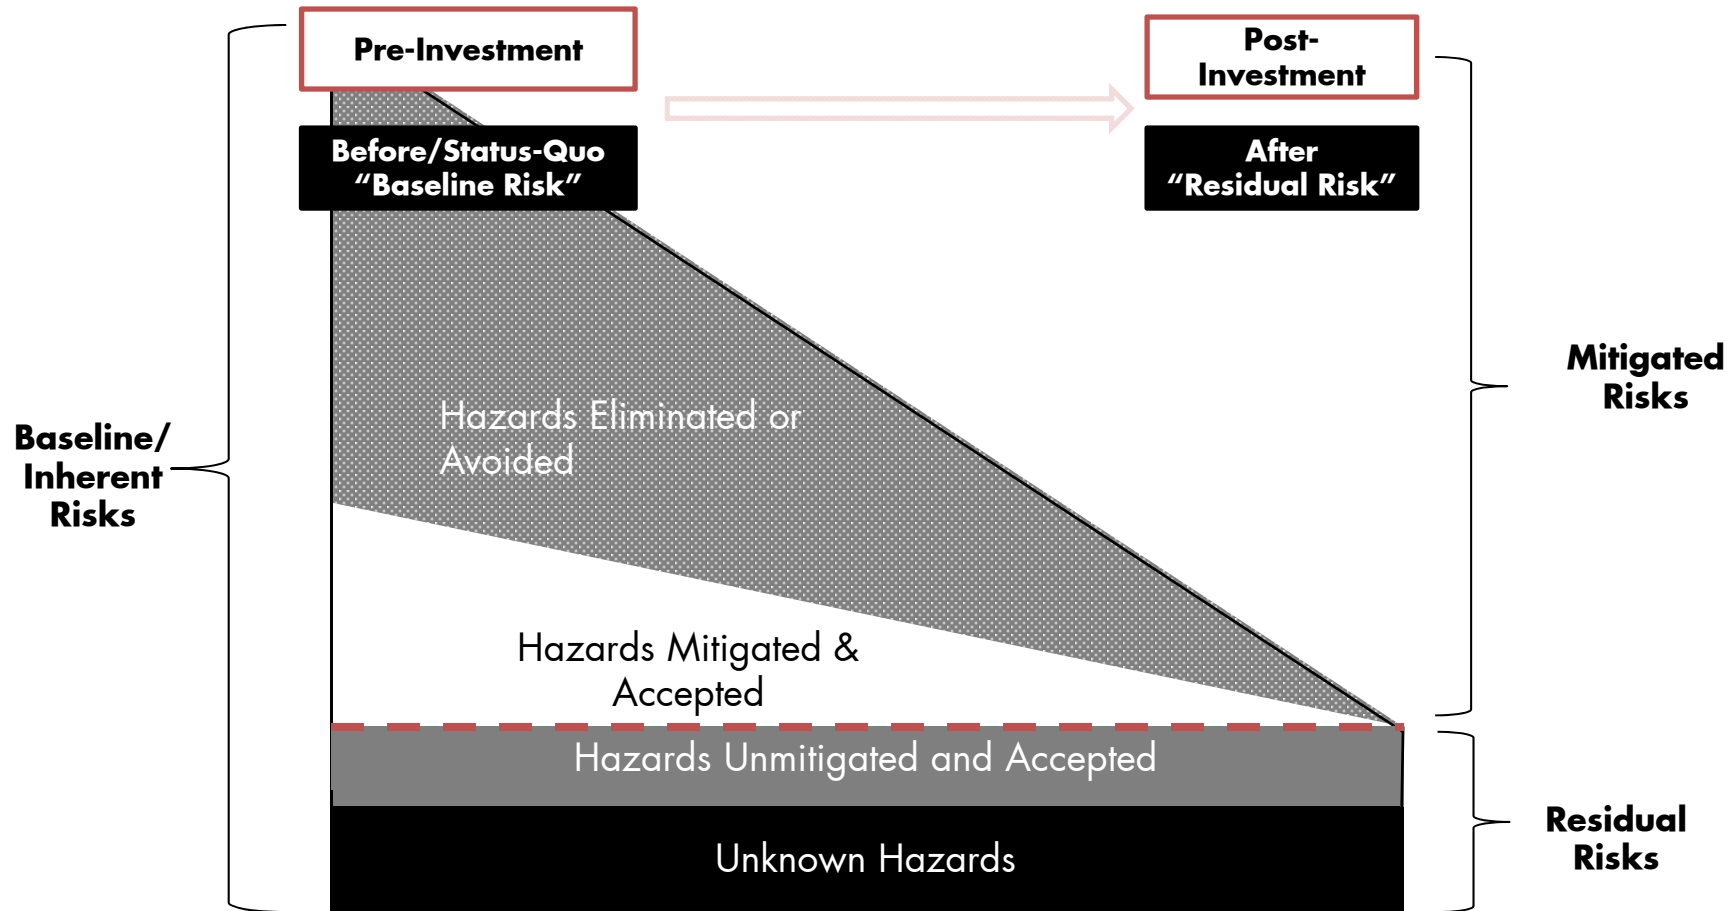 Pre-Investment
Post-
Investment
Before/Status-Quo
“Baseline Risk”
After
“Residual Risk”
Mitigated
Risks
Hazards Eliminated or
Avoided
Baseline/
Inherent
Risks
Hazards Mitigated &
Accepted
Hazards Unmitigated and Accepted
Residual
Risks
Unknown Hazards